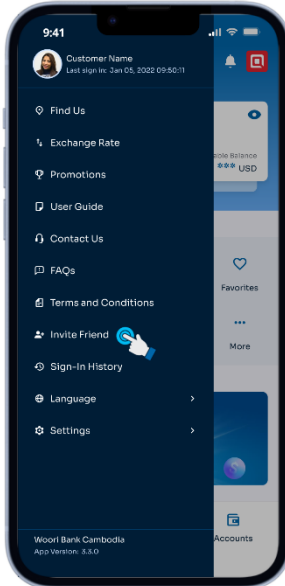 9:41
Customer Name
Last sign in: Jan 05, 2022 09:50:11
Find Us
Exchange Rate
Promotions
User Guide
Contact Us
FAQs
Terms and Conditions
Invite Friend
Sign-In History
Language
Settings
Woori Bank Cambodia
App Version: 3.3.0
Balance
*** USD
Favorites
More
Accounts